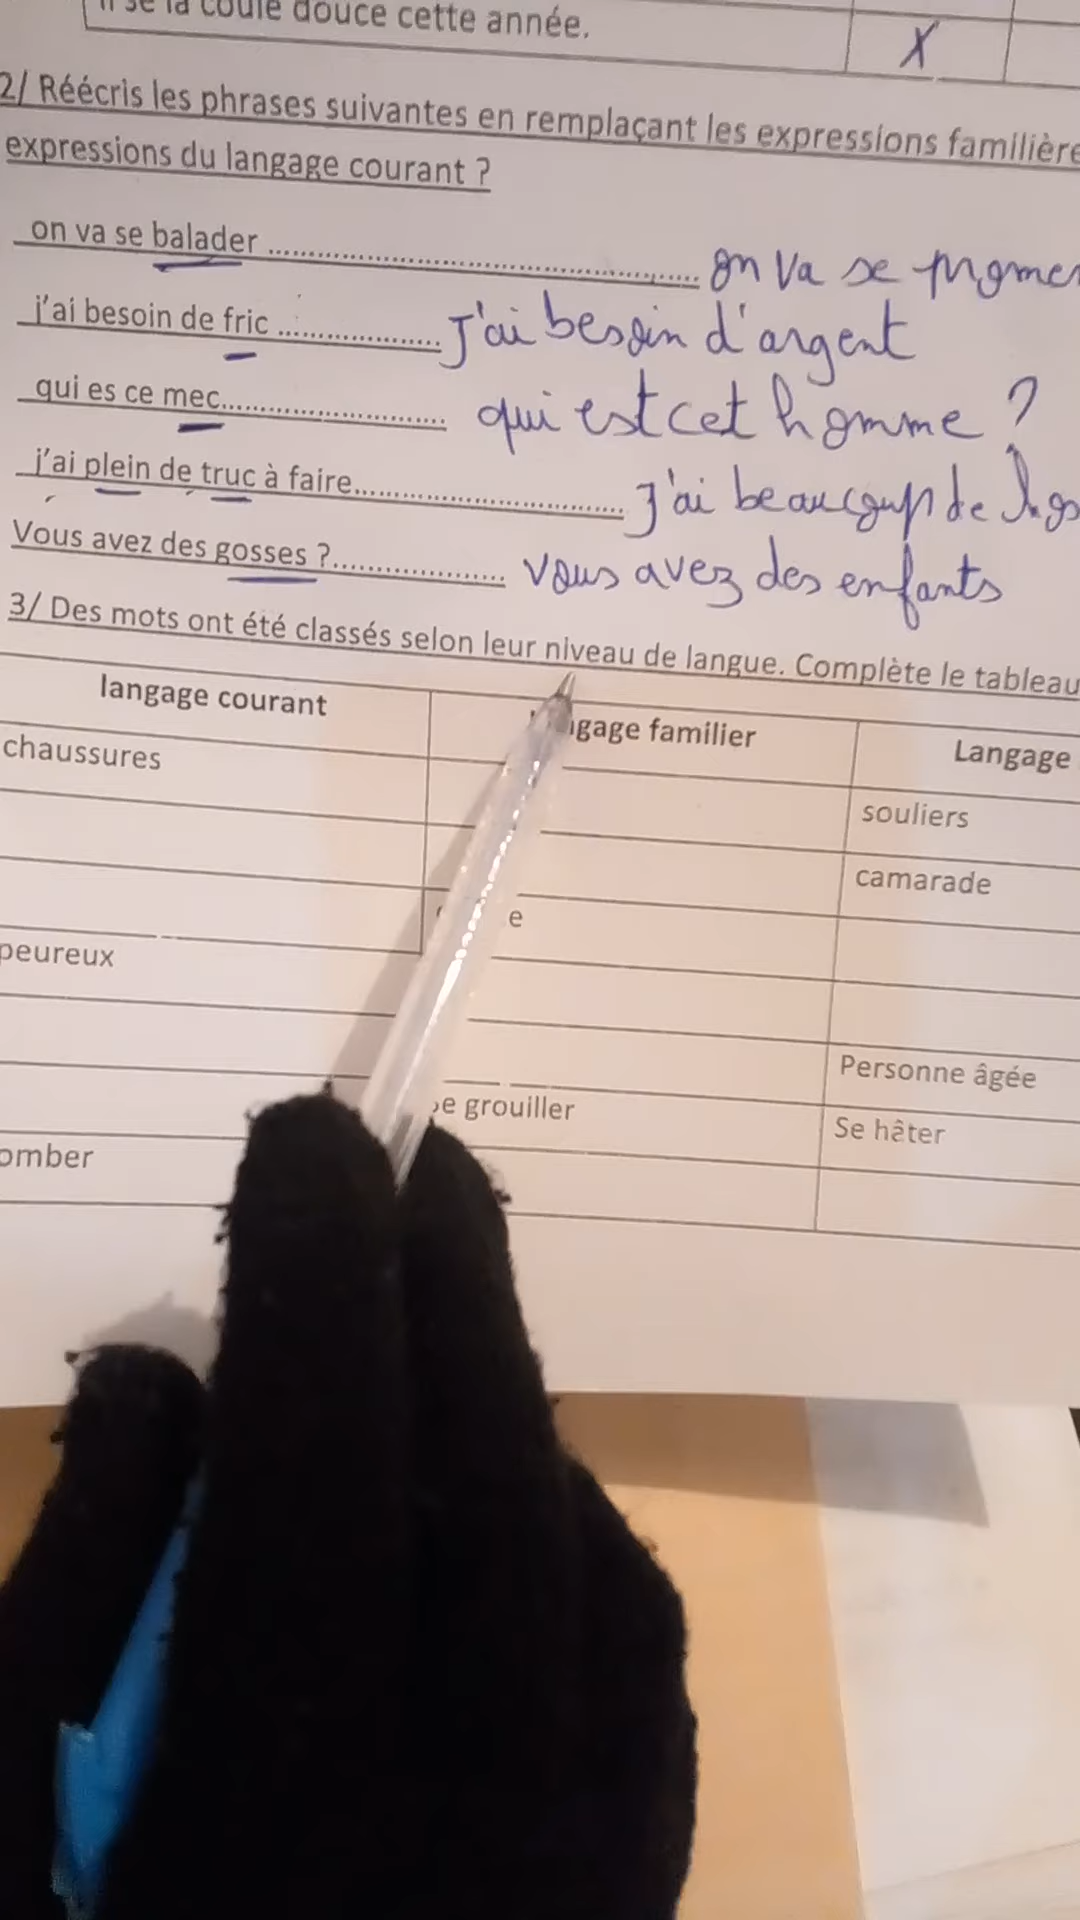 la coule douce cette année.
X
2/ Réécris les phrases suivantes en remplaçant les expressions familière
expressions du langage courant ?
on va se balader ........ on va se promen
j'ai besoin de fric ........ J'ai besoin d'argent
qui es ce mec........ qui est cet homme ?
j'ai plein de truc à faire........ J'ai beaucoup de
Vous avez des gosses ?........ vous avez des enfants
3/ Des mots ont été classés selon leur niveau de langue. Complète le tableau
langage courant gage familier Langage
chaussures souliers
camarade
e
peureux
Personne âgée
e grouiller Se hâter
omber